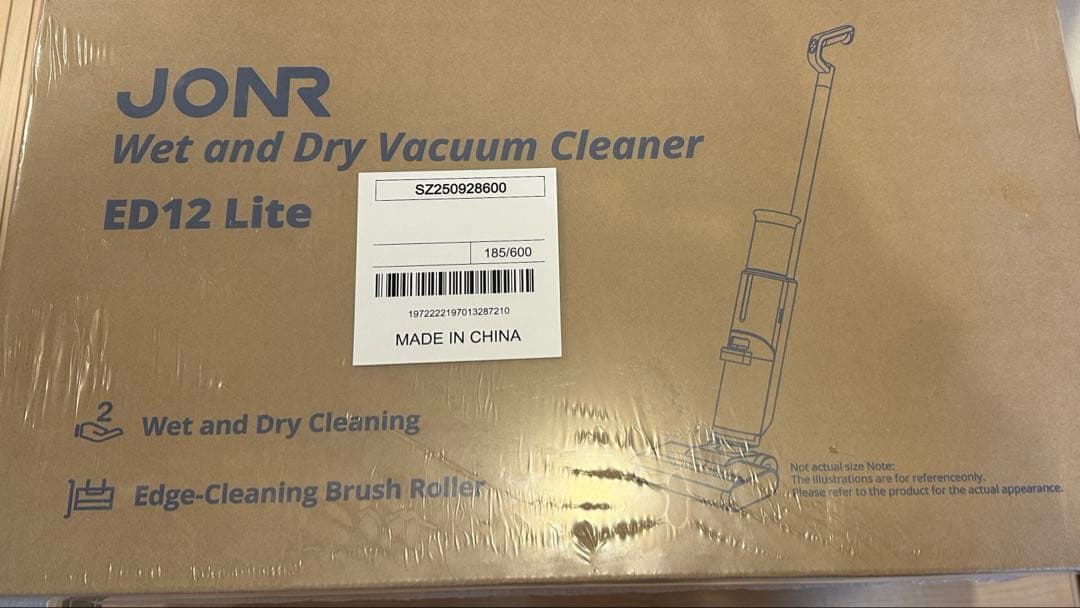 JONR
Wet and Dry Vacuum Cleaner
ED12 Lite
SZ250928600
185/600
1972222197013287210
MADE IN CHINA
2
Wet and Dry Cleaning
Edge-Cleaning Brush Roller
Not actual size Note:
The illustrations are for referenceonly.
Please refer to the product for the actual appearance.